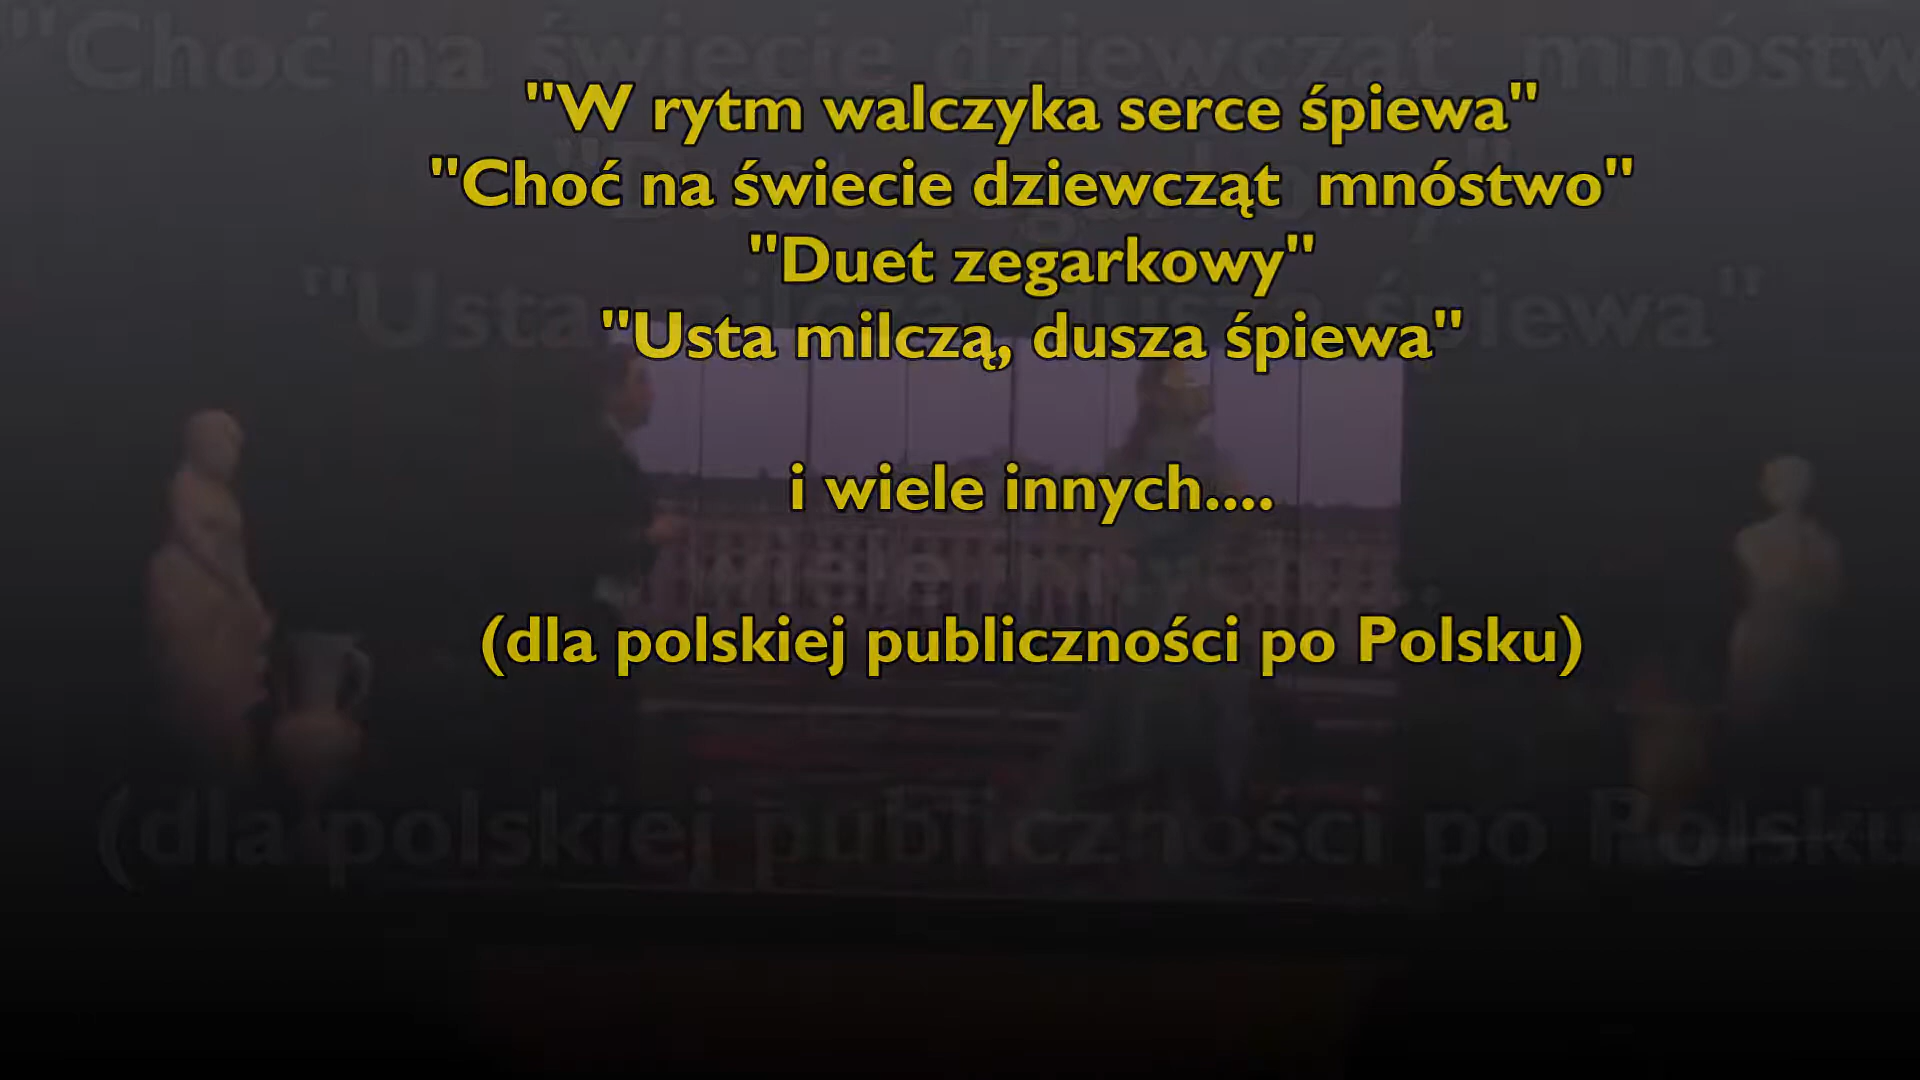 "W rytm walczyka serce śpiewa"
"Choć na świecie dziewcząt mnóstwo"
"Duet zegarkowy"
"Usta milczą, dusza śpiewa"
i wiele innych....
(dla polskiej publiczności po Polsku)